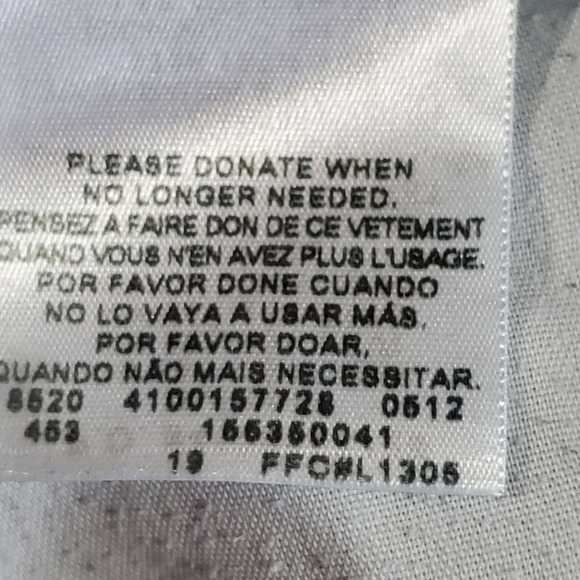 PLEASE DONATE WHEN
NO LONGER NEEDED.
PENSEZ A FAIRE DON DE CE VETEMENT
QUAND VOUS N'EN AVEZ PLUS L'USAGE.
POR FAVOR DONE CUANDO
NO LO VAYA A USAR MÁS.
POR FAVOR DOAR,
QUANDO NÃO MAIS NECESSITAR.
8520 4100157728 0512
453 155350041
19 FFC#L1305